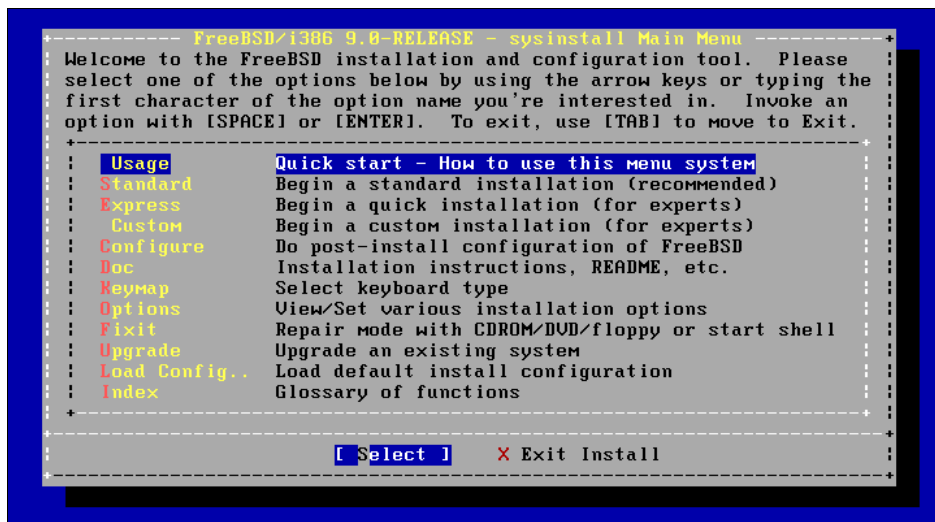 FreeBSD/i386 9.0-RELEASE - sysinstall Main Menu
Welcome to the FreeBSD installation and configuration tool.  Please
select one of the options below by using the arrow keys or typing the
first character of the option name you're interested in.  Invoke an
option with [SPACE] or [ENTER].  To exit, use [TAB] to move to Exit.
Usage Quick start - How to use this menu system
Standard Begin a standard installation (recommended)
Express Begin a quick installation (for experts)
Custom Begin a custom installation (for experts)
Configure Do post-install configuration of FreeBSD
Doc Installation instructions, README, etc.
Keymap Select keyboard type
Options View/Set various installation options
Fixit Repair mode with CDROM/DVD/floppy or start shell
Upgrade Upgrade an existing system
Load Config.. Load default install configuration
Index Glossary of functions
[ Select ] X Exit Install